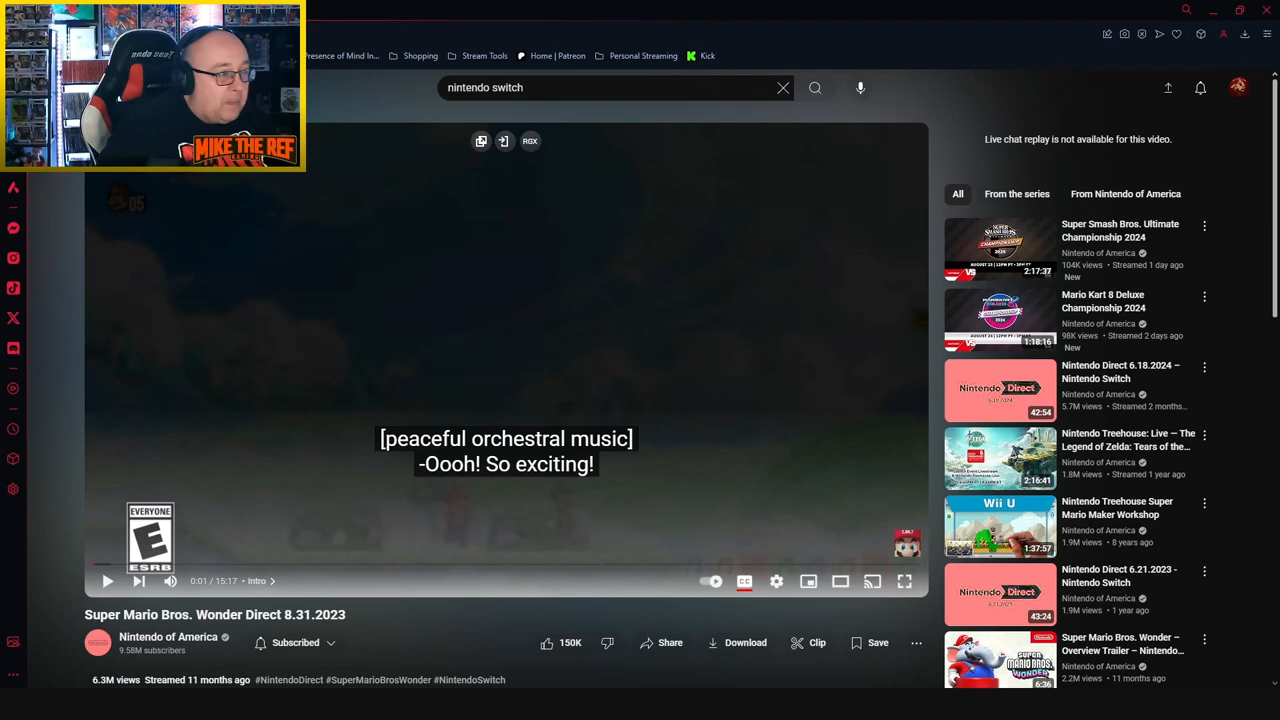 ANDA SEAT
MIKE THE REF
GAMING
resence of Mind In...
Shopping
Stream Tools
Home | Patreon
Personal Streaming
Kick
nintendo switch
RGX
05
[peaceful orchestral music]
-Oooh! So exciting!
EVERYONE
E
ESRB
0:01 / 15:17 • Intro
CC
Super Mario Bros. Wonder Direct 8.31.2023
Nintendo of America
9.58M subscribers
Subscribed
150K
Share
Download
Clip
Save
6.3M views Streamed 11 months ago #NintendoDirect #SuperMarioBrosWonder #NintendoSwitch
Live chat replay is not available for this video.
All
From the series
From Nintendo of America
Super Smash Bros. Ultimate
Championship 2024
Nintendo of America
104K views • Streamed 1 day ago
New
2:17:37
Mario Kart 8 Deluxe
Championship 2024
Nintendo of America
98K views • Streamed 2 days ago
New
1:18:16
Nintendo Direct 6.18.2024 –
Nintendo Switch
Nintendo of America
5.7M views • Streamed 2 months...
Nintendo Direct
42:54
Nintendo Treehouse: Live — The
Legend of Zelda: Tears of the...
Nintendo of America
1.8M views • Streamed 1 year ago
2:16:41
Nintendo Treehouse Super
Mario Maker Workshop
Nintendo of America
1.9M views • 8 years ago
Wii U
1:37:57
Nintendo Direct 6.21.2023 -
Nintendo Switch
Nintendo of America
1.9M views • 1 year ago
Nintendo Direct
43:24
Super Mario Bros. Wonder –
Overview Trailer – Nintendo...
Nintendo of America
2.2M views • 11 months ago
6:36